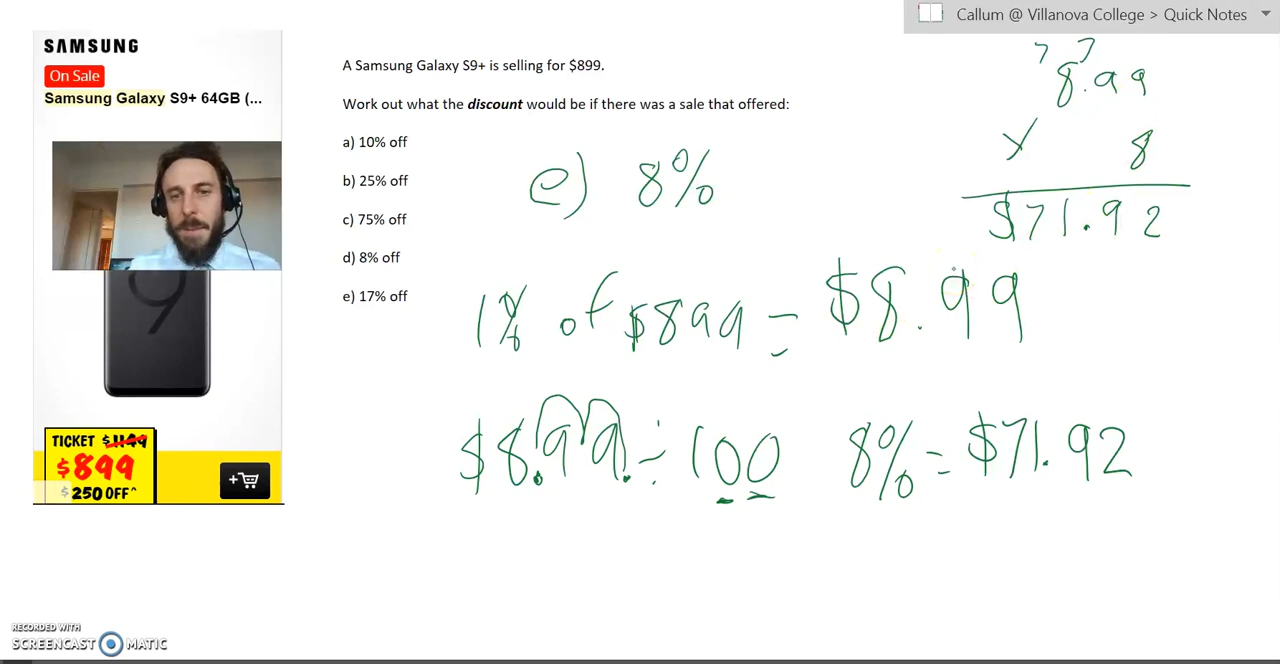 Callum @ Villanova College > Quick Notes
SAMSUNG
On Sale
Samsung Galaxy S9+ 64GB (...
9
TICKET $1149
$899
$250 OFF^
+
A Samsung Galaxy S9+ is selling for $899.
Work out what the discount would be if there was a sale that offered:
a) 10% off
b) 25% off
c) 75% off
d) 8% off
e) 17% off
e) 8%
7 7
8.99
x 8
$71.92
1% of $899 = $8.99
$8.99. ÷ 100
8% = $71.92
RECORDED WITH
SCREENCAST MATIC